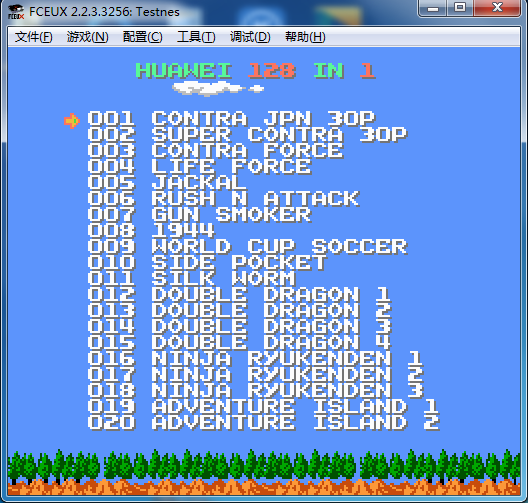 FCEUX 2.2.3.3256: Testnes
文件(F) 游戏(N) 配置(C) 工具(T) 调试(D) 帮助(H)
HUAWEI 128 IN 1
001 CONTRA JPN 30P
002 SUPER CONTRA 30P
003 CONTRA FORCE
004 LIFE FORCE
005 JACKAL
006 RUSH N ATTACK
007 GUN SMOKER
008 1944
009 WORLD CUP SOCCER
010 SIDE POCKET
011 SILK WORM
012 DOUBLE DRAGON 1
013 DOUBLE DRAGON 2
014 DOUBLE DRAGON 3
015 DOUBLE DRAGON 4
016 NINJA RYUKENDEN 1
017 NINJA RYUKENDEN 2
018 NINJA RYUKENDEN 3
019 ADVENTURE ISLAND 1
020 ADVENTURE ISLAND 2